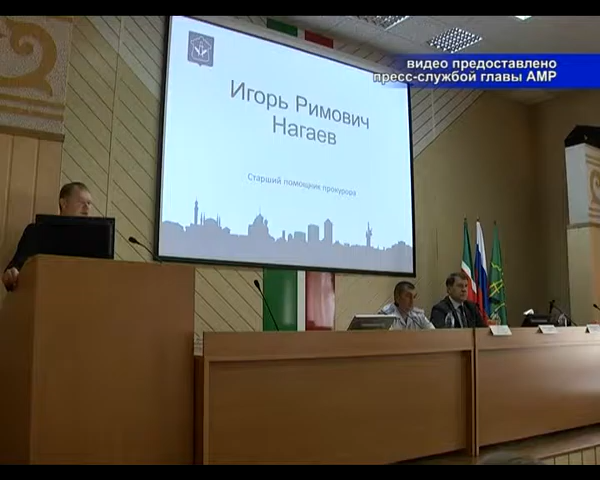 видео предоставлено
пресс-службой главы АМР
Игорь Римович
Нагаев
Старший помощник прокурора